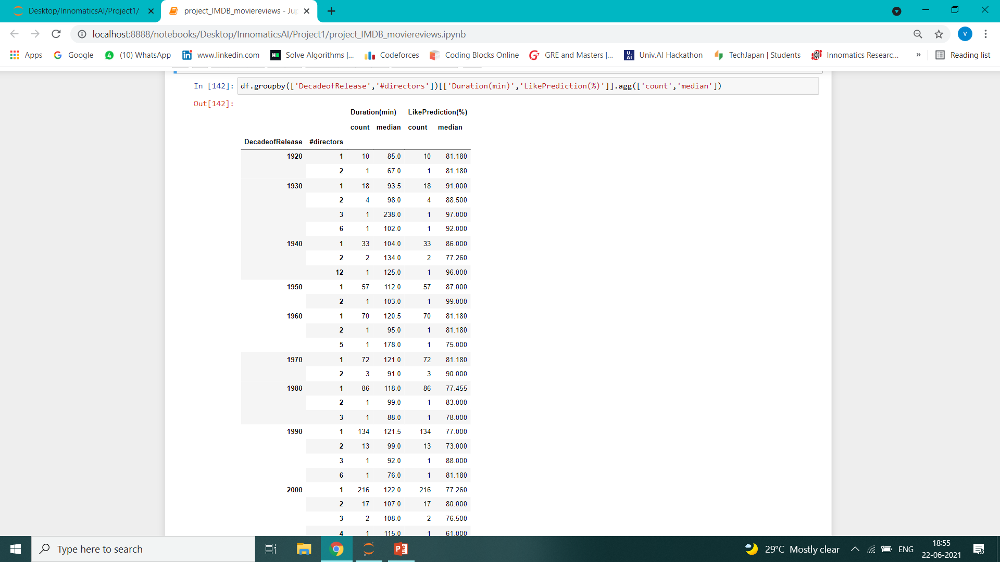 Desktop/InnomaticsAI/Project1/
project_IMDB_moviereviews - Jup
localhost:8888/notebooks/Desktop/InnomaticsAI/Project1/project_IMDB_moviereviews.ipynb
V
Apps Google (10) WhatsApp www.linkedin.com Solve Algorithms |... Codeforces Coding Blocks Online GRE and Masters |... Univ.AI Hackathon TechJapan | Students Innomatics Researc... » Reading list
In [142]: df.groupby(['DecadeofRelease','#directors'])[['Duration(min)','LikePrediction(%)']].agg(['count','median'])
Out[142]:
Duration(min) LikePrediction(%)
count median count median
DecadeofRelease #directors
1920 1 10 85.0 10 81.180
2 1 67.0 1 81.180
1930 1 18 93.5 18 91.000
2 4 98.0 4 88.500
3 1 238.0 1 97.000
6 1 102.0 1 92.000
1940 1 33 104.0 33 86.000
2 2 134.0 2 77.260
12 1 125.0 1 96.000
1950 1 57 112.0 57 87.000
2 1 103.0 1 99.000
1960 1 70 120.5 70 81.180
2 1 95.0 1 81.180
5 1 178.0 1 75.000
1970 1 72 121.0 72 81.180
2 3 91.0 3 90.000
1980 1 86 118.0 86 77.455
2 1 99.0 1 83.000
3 1 88.0 1 78.000
1990 1 134 121.5 134 77.000
2 13 99.0 13 73.000
3 1 92.0 1 88.000
6 1 76.0 1 81.180
2000 1 216 122.0 216 77.260
2 17 107.0 17 80.000
3 2 108.0 2 76.500
4 1 115.0 1 61.000
Type here to search
29°C Mostly clear
ENG
18:55
22-06-2021